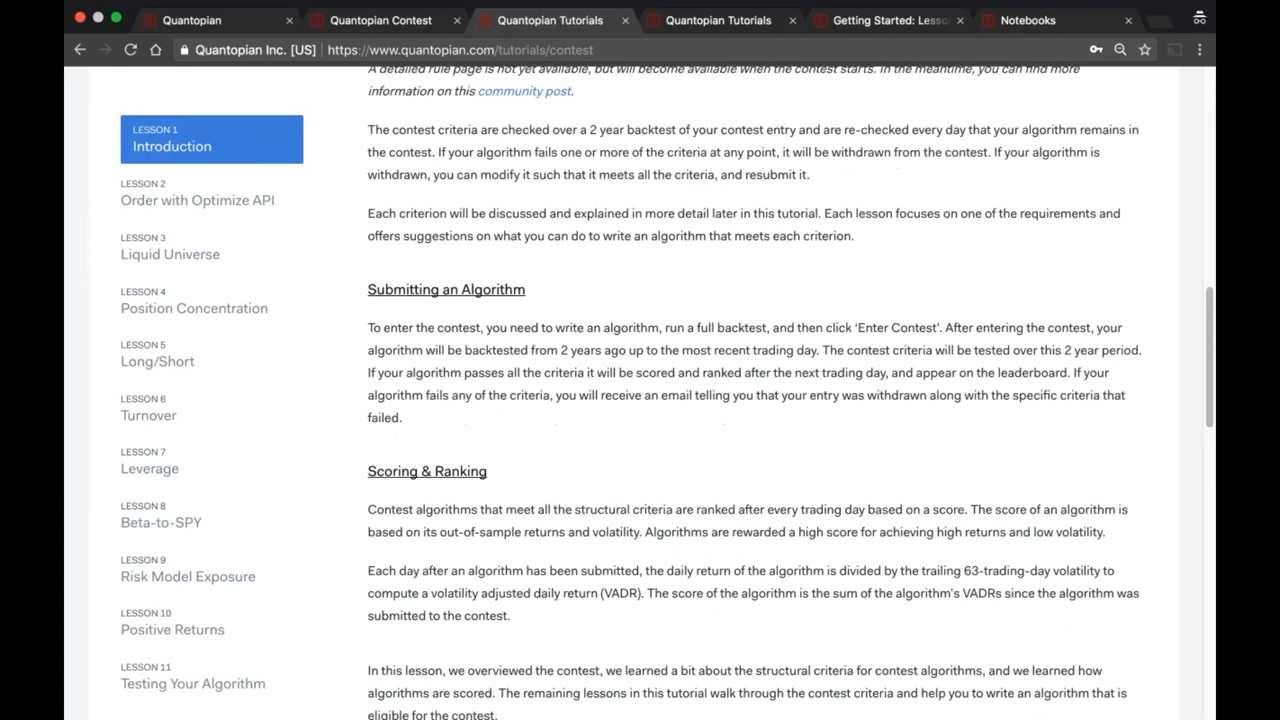 Quantopian
Quantopian Contest
Quantopian Tutorials
Quantopian Tutorials
Getting Started: Lesso
Notebooks
Quantopian Inc. [US] | https://www.quantopian.com/tutorials/contest
A detailed rule page is not yet available, but will become available when the contest starts. In the meantime, you can find more
information on this community post.
LESSON 1
Introduction
LESSON 2
Order with Optimize API
LESSON 3
Liquid Universe
LESSON 4
Position Concentration
LESSON 5
Long/Short
LESSON 6
Turnover
LESSON 7
Leverage
LESSON 8
Beta-to-SPY
LESSON 9
Risk Model Exposure
LESSON 10
Positive Returns
LESSON 11
Testing Your Algorithm
The contest criteria are checked over a 2 year backtest of your contest entry and are re-checked every day that your algorithm remains in
the contest. If your algorithm fails one or more of the criteria at any point, it will be withdrawn from the contest. If your algorithm is
withdrawn, you can modify it such that it meets all the criteria, and resubmit it.
Each criterion will be discussed and explained in more detail later in this tutorial. Each lesson focuses on one of the requirements and
offers suggestions on what you can do to write an algorithm that meets each criterion.
Submitting an Algorithm
To enter the contest, you need to write an algorithm, run a full backtest, and then click ‘Enter Contest’. After entering the contest, your
algorithm will be backtested from 2 years ago up to the most recent trading day. The contest criteria will be tested over this 2 year period.
If your algorithm passes all the criteria it will be scored and ranked after the next trading day, and appear on the leaderboard. If your
algorithm fails any of the criteria, you will receive an email telling you that your entry was withdrawn along with the specific criteria that
failed.
Scoring & Ranking
Contest algorithms that meet all the structural criteria are ranked after every trading day based on a score. The score of an algorithm is
based on its out-of-sample returns and volatility. Algorithms are rewarded a high score for achieving high returns and low volatility.
Each day after an algorithm has been submitted, the daily return of the algorithm is divided by the trailing 63-trading-day volatility to
compute a volatility adjusted daily return (VADR). The score of the algorithm is the sum of the algorithm's VADRs since the algorithm was
submitted to the contest.
In this lesson, we overviewed the contest, we learned a bit about the structural criteria for contest algorithms, and we learned how
algorithms are scored. The remaining lessons in this tutorial walk through the contest criteria and help you to write an algorithm that is
eligible for the contest.